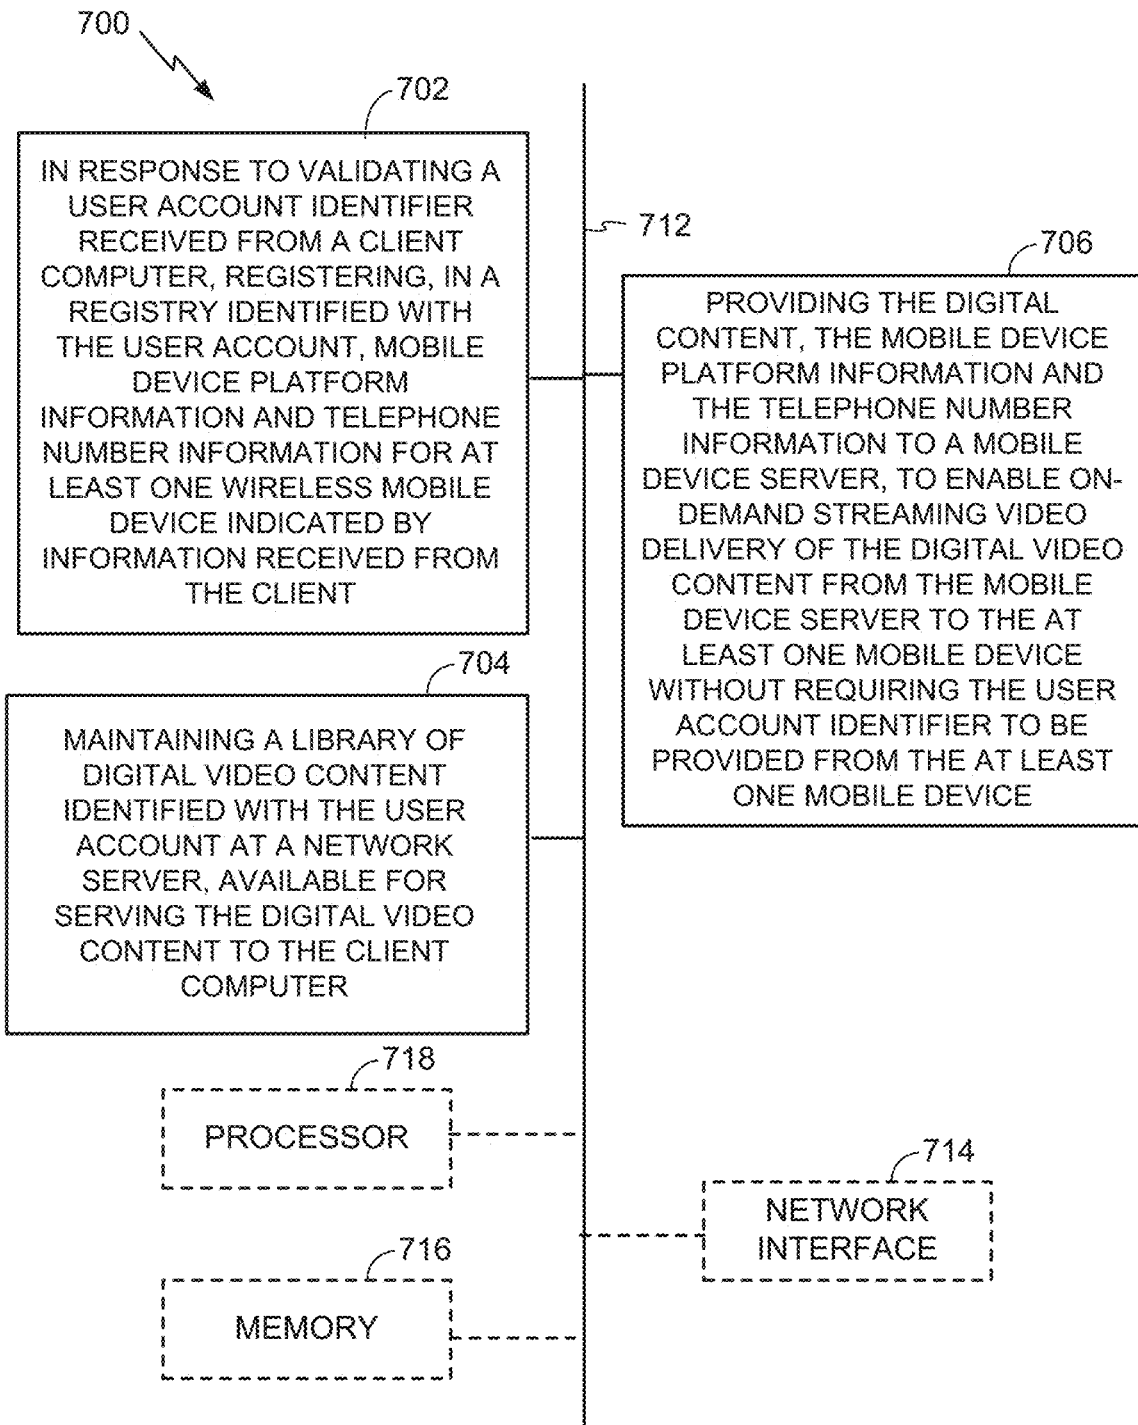 700
702
IN RESPONSE TO VALIDATING A
USER ACCOUNT IDENTIFIER
RECEIVED FROM A CLIENT
COMPUTER, REGISTERING, IN A
REGISTRY IDENTIFIED WITH
THE USER ACCOUNT, MOBILE
DEVICE PLATFORM
INFORMATION AND TELEPHONE
NUMBER INFORMATION FOR AT
LEAST ONE WIRELESS MOBILE
DEVICE INDICATED BY
INFORMATION RECEIVED FROM
THE CLIENT
712
706
PROVIDING THE DIGITAL
CONTENT, THE MOBILE DEVICE
PLATFORM INFORMATION AND
THE TELEPHONE NUMBER
INFORMATION TO A MOBILE
DEVICE SERVER, TO ENABLE ON-
DEMAND STREAMING VIDEO
DELIVERY OF THE DIGITAL VIDEO
CONTENT FROM THE MOBILE
DEVICE SERVER TO THE AT
LEAST ONE MOBILE DEVICE
WITHOUT REQUIRING THE USER
ACCOUNT IDENTIFIER TO BE
PROVIDED FROM THE AT LEAST
ONE MOBILE DEVICE
704
MAINTAINING A LIBRARY OF
DIGITAL VIDEO CONTENT
IDENTIFIED WITH THE USER
ACCOUNT AT A NETWORK
SERVER, AVAILABLE FOR
SERVING THE DIGITAL VIDEO
CONTENT TO THE CLIENT
COMPUTER
718
PROCESSOR
714
NETWORK
INTERFACE
716
MEMORY